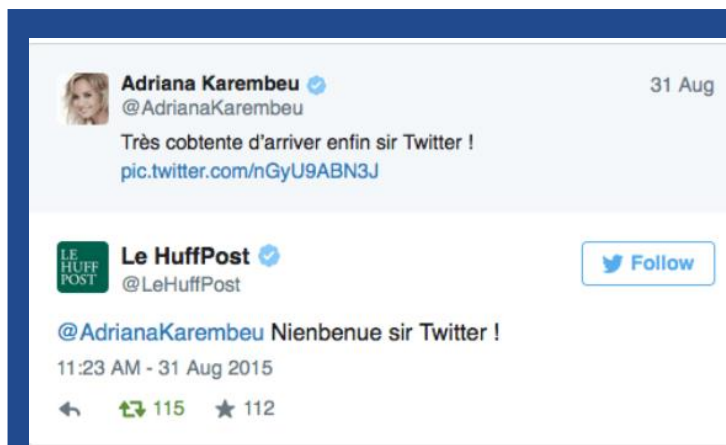 Adriana Karembeu
31 Aug
@AdrianaKarembeu
Très cobtente d'arriver enfin sir Twitter !
pic.twitter.com/nGyU9ABN3J
LE
HUFF
POST
Le HuffPost
Follow
@LeHuffPost
@AdrianaKarembeu Nienbenue sir Twitter !
11:23 AM - 31 Aug 2015
115 112